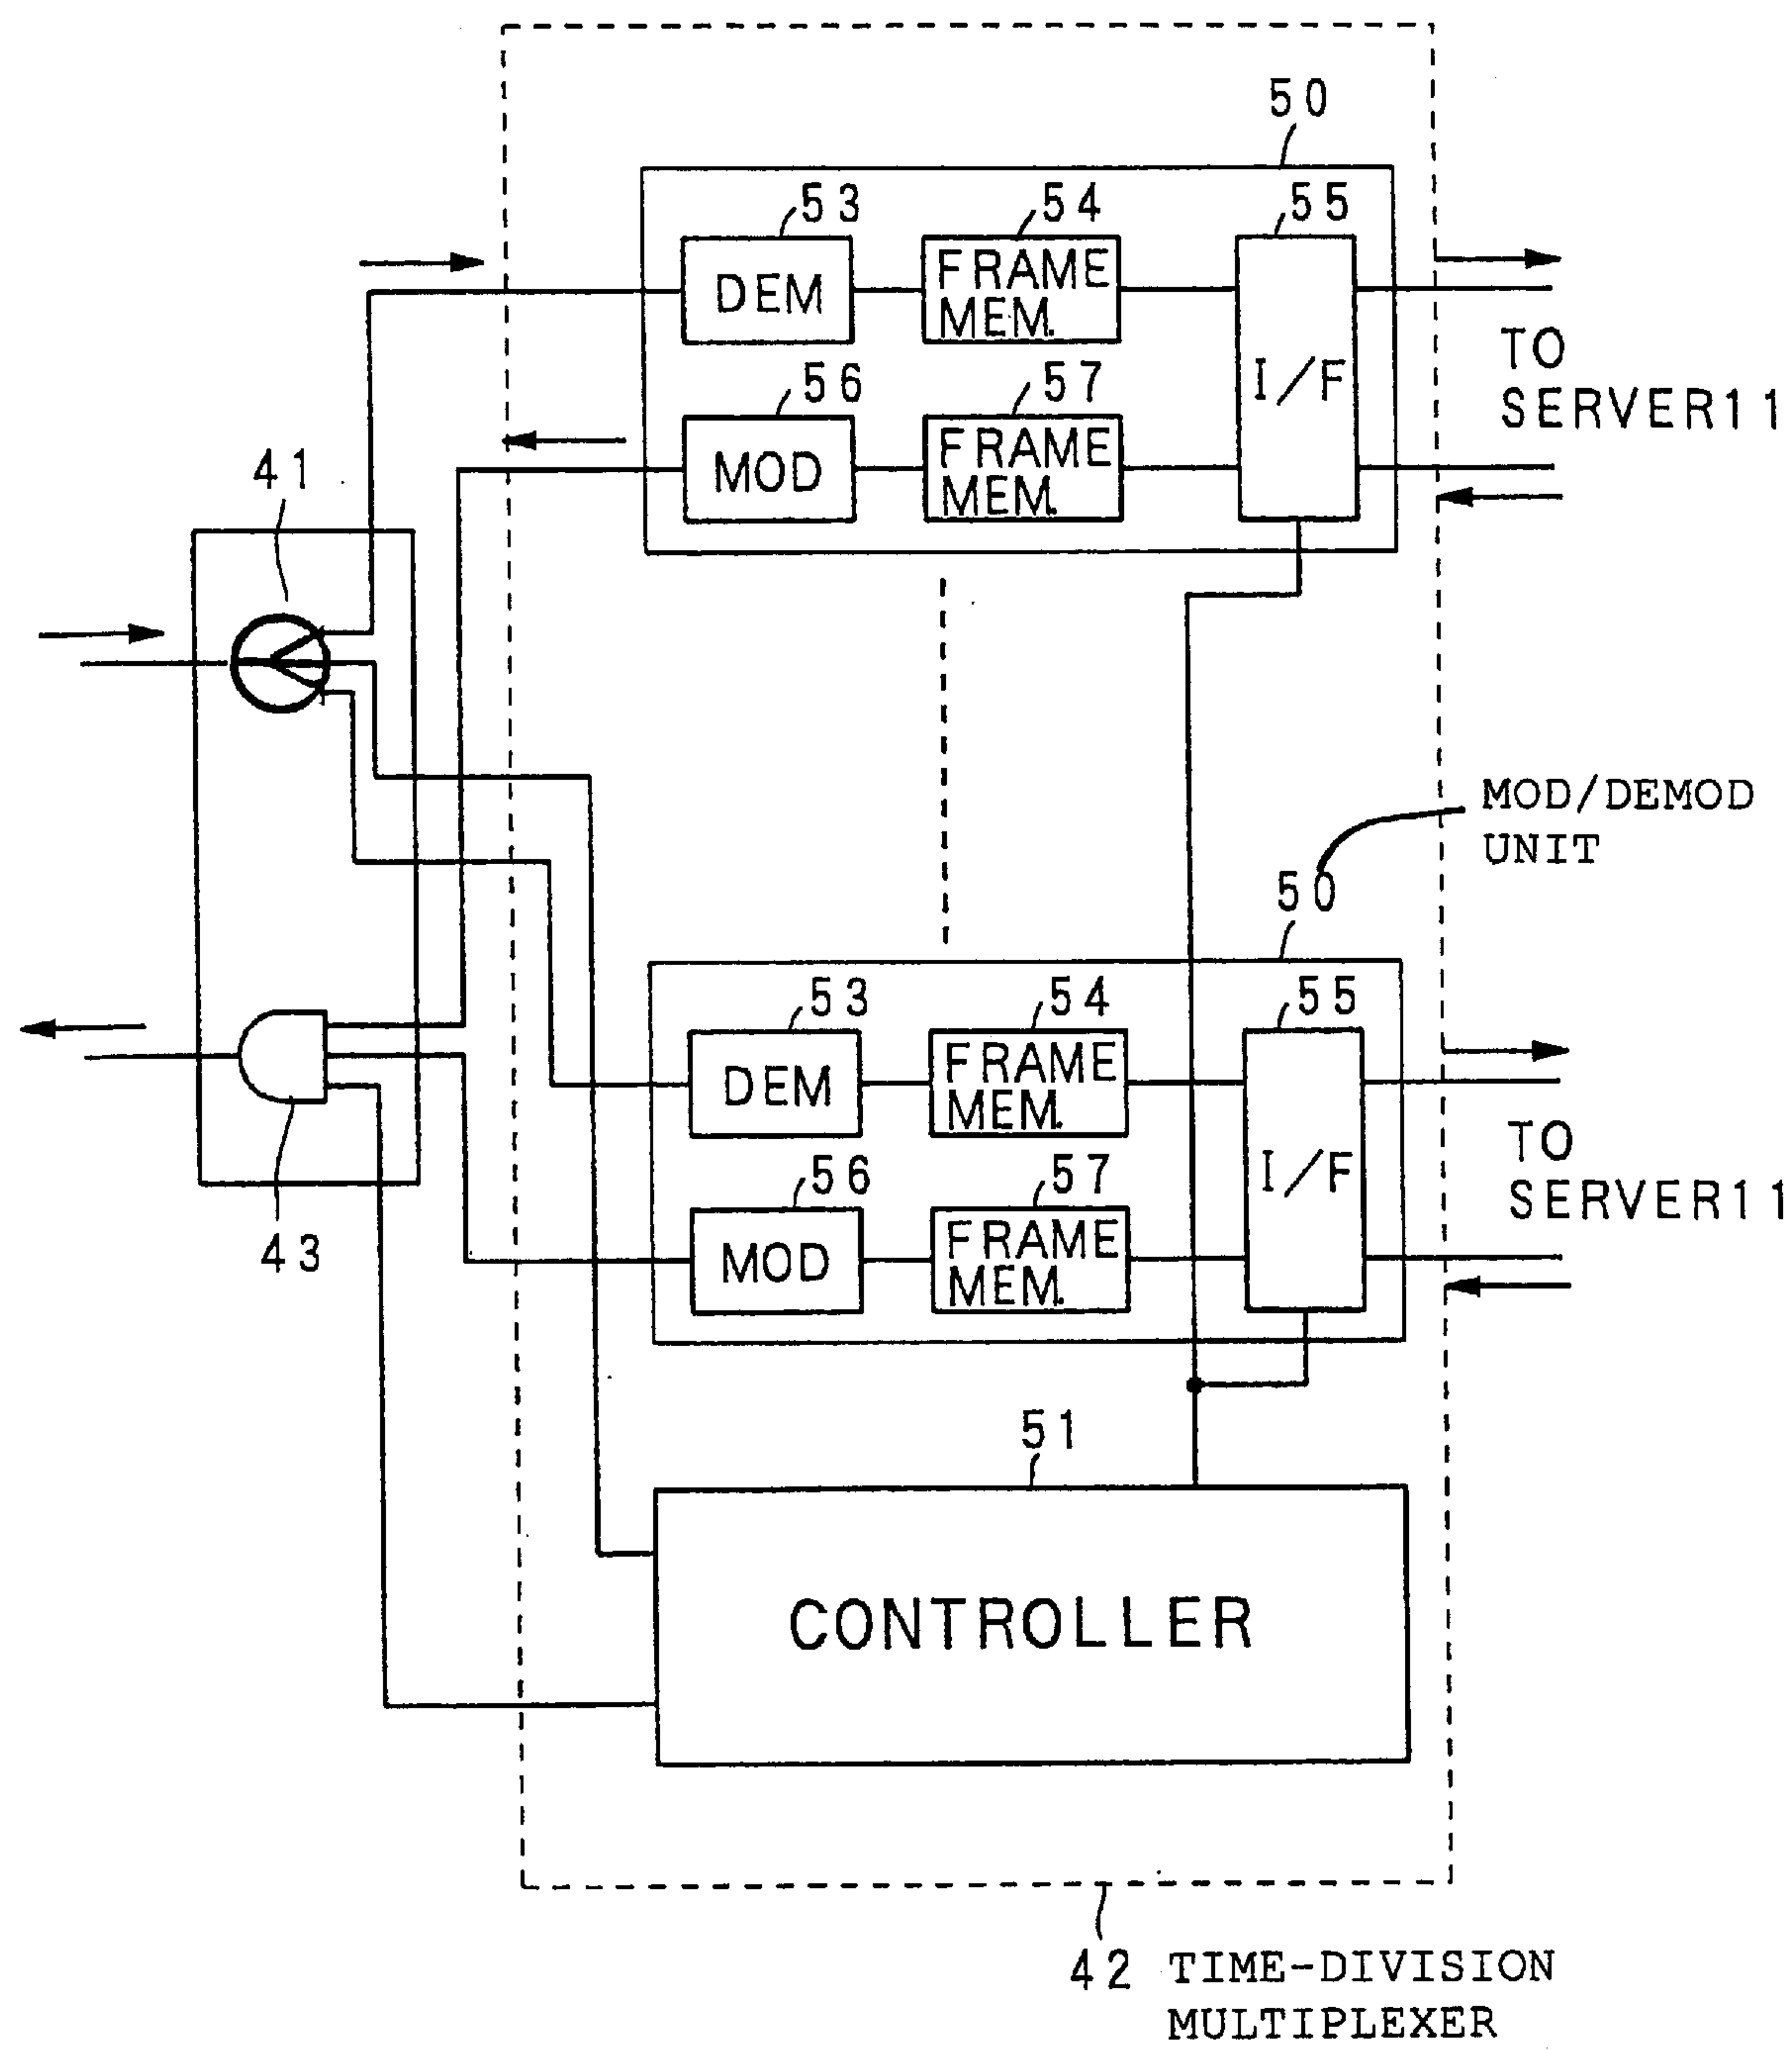 50
53
54
55
DEM
FRAME
MEM.
I/F
TO
SERVER11
56
57
MOD
FRAME
MEM.
41
MOD/DEMOD
UNIT
50
53
54
55
DEM
FRAME
MEM.
I/F
TO
SERVER11
56
57
MOD
FRAME
MEM.
43
51
CONTROLLER
42 TIME-DIVISION
MULTIPLEXER